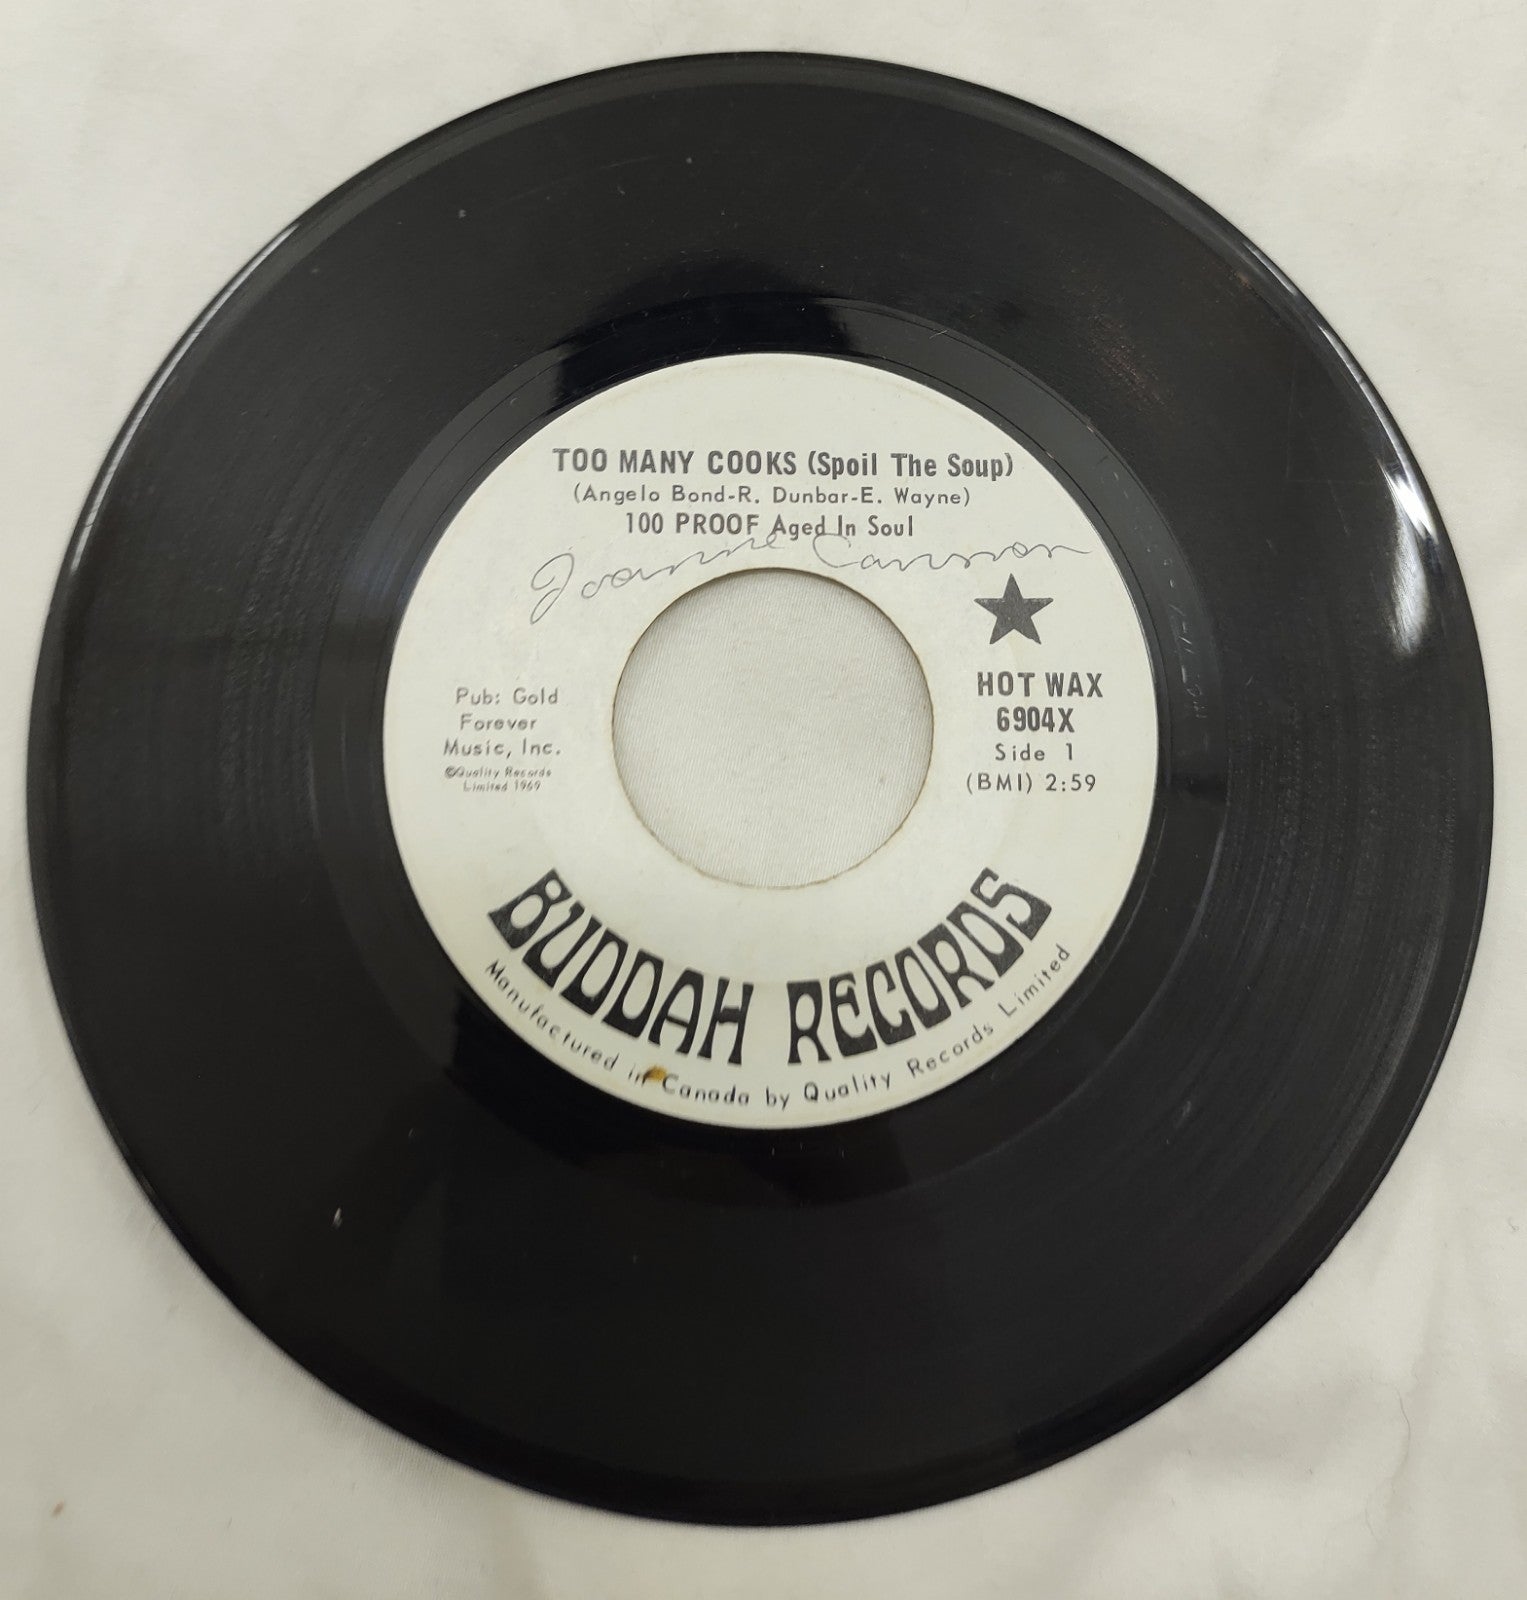 TOO MANY COOKS (Spoil The Soup)
(Angelo Bond-R. Dunbar-E. Wayne)
100 PROOF Aged In Soul
Joanne Cannon
HOT WAX
6904X
Side 1
(BMI) 2:59
Pub: Gold
Forever
Music, Inc.
©Quality Records
Limited 1969
BUDDAH RECORDS
Manufactured in Canada by Quality Records Limited